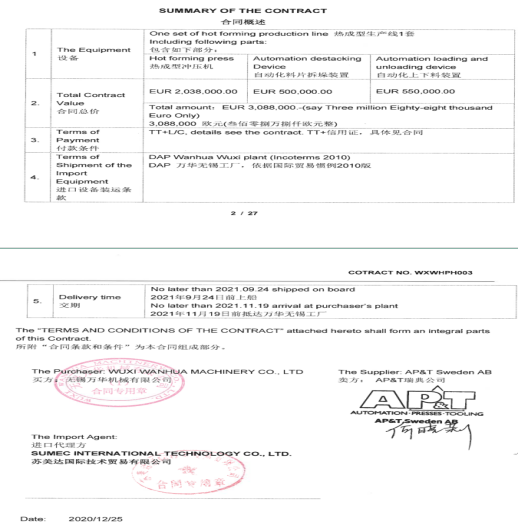 SUMMARY OF THE CONTRACT
合同概述
1
The Equipment
设备
One set of hot forming production line 热成型生产线1套
Including following parts:
包含如下部分：
Hot forming press
热成型冲压机
Automation destacking
Device
自动化料片拆垛装置
Automation loading and
unloading device
自动化上下料装置
2.
Total Contract
Value
合同总价
EUR 2,038,000.00
EUR 500,000.00
EUR 550,000.00
Total amount: EUR 3,088,000.-(say Three million Eighty-eight thousand
Euro Only)
3,088,000 欧元(叁佰零捌万捌仟欧元整)
3.
Terms of
Payment
付款条件
TT+L/C, details see the contract. TT+信用证，具体见合同
4.
Terms of
Shipment of the
Import
Equipment
进口设备装运条
款
DAP Wanhua Wuxi plant (Incoterms 2010)
DAP 万华无锡工厂，依据国际贸易惯例2010版
2 / 27
COTRACT NO. WXWHPH003
5.
Delivery time
交期
No later than 2021.09.24 shipped on board
2021年9月24日前上船
No later than 2021.11.19 arrival at purchaser's plant
2021年11月19日前抵达万华无锡工厂
The "TERMS AND CONDITIONS OF THE CONTRACT" attached hereto shall form an integral parts
of this Contract.
所附 "合同条款和条件" 为本合同组成部分。
The Purchaser: WUXI WANHUA MACHINERY CO., LTD
买方：无锡万华机械有限公司
合同专用章
The Supplier: AP&T Sweden AB
卖方： AP&T瑞典公司
AP&T
AUTOMATION-PRESSES-TOOLING
AP&T Sweden AB
The Import Agent:
进口代理方
SUMEC INTERNATIONAL TECHNOLOGY CO., LTD.
苏美达国际技术贸易有限公司
合同专用章
Date: 2020/12/25